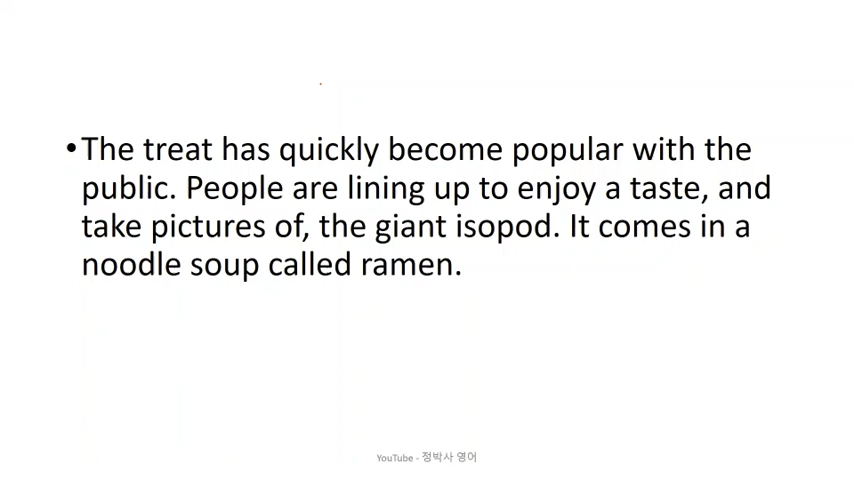 •The treat has quickly become popular with the
public. People are lining up to enjoy a taste, and
take pictures of, the giant isopod. It comes in a
noodle soup called ramen.
YouTube - 정박사 영어